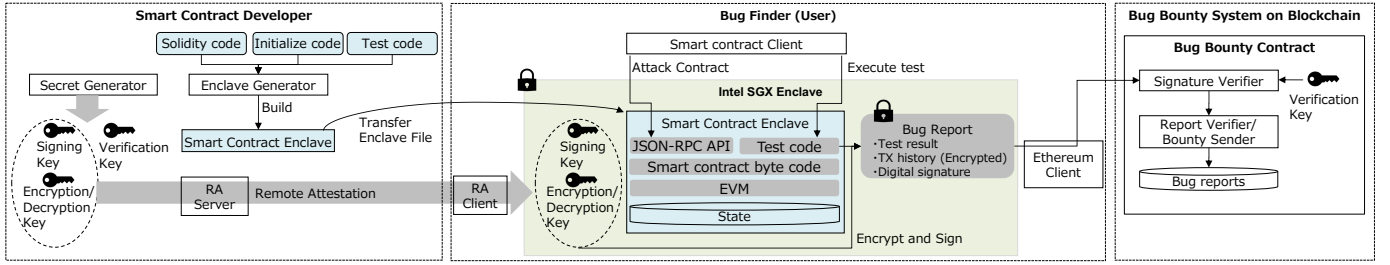 Smart Contract Developer
Solidity code
Initialize code
Test code
Secret Generator
Enclave Generator
Build
Smart Contract Enclave
Transfer
Enclave File
Signing
Key
Verification
Key
Encryption/
Decryption
Key
RA
Server
Remote Attestation
Bug Finder (User)
Smart contract Client
Attack Contract
Execute test
Intel SGX Enclave
RA
Client
Signing
Key
Encryption/
Decryption
Key
Smart Contract Enclave
JSON-RPC API
Test code
Smart contract byte code
EVM
State
Bug Report
・Test result
・TX history (Encrypted)
・Digital signature
Encrypt and Sign
Ethereum
Client
Bug Bounty System on Blockchain
Bug Bounty Contract
Signature Verifier
Verification
Key
Report Verifier/
Bounty Sender
Bug reports